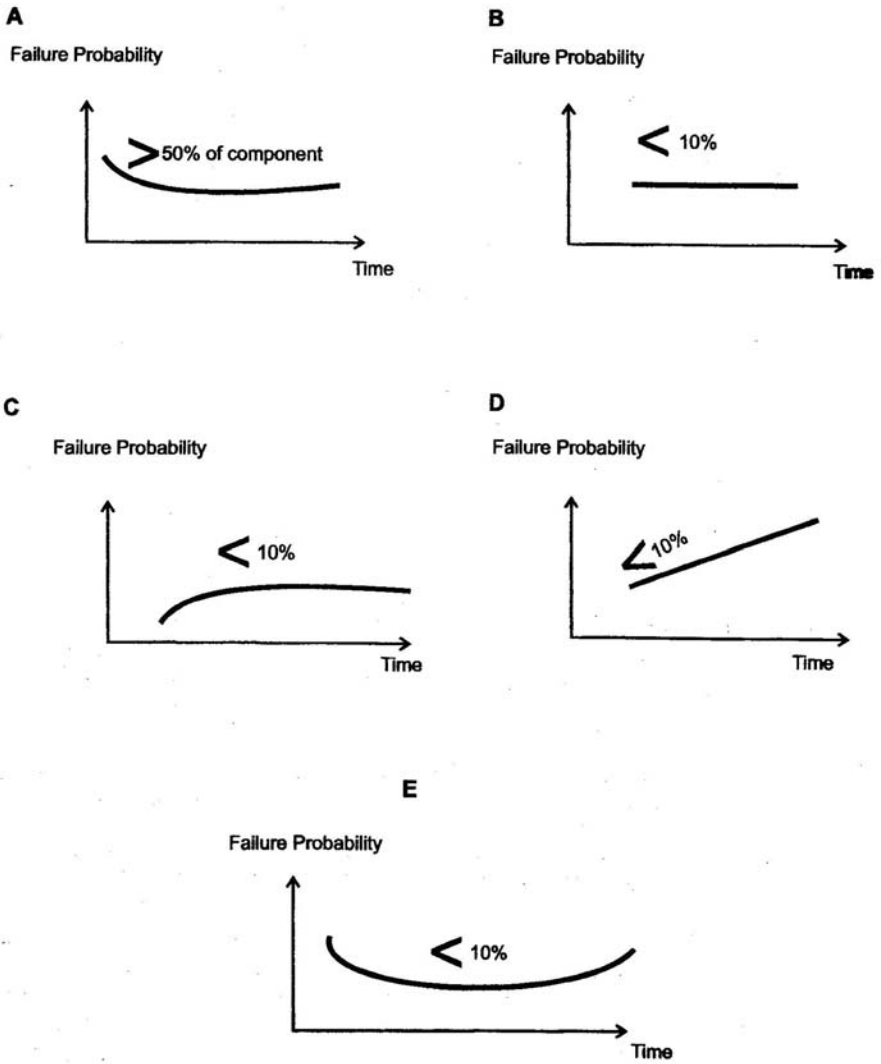 A
Failure Probability
> 50% of component
Time
B
Failure Probability
< 10%
Time
C
Failure Probability
< 10%
Time
D
Failure Probability
< 10%
Time
E
Failure Probability
< 10%
Time